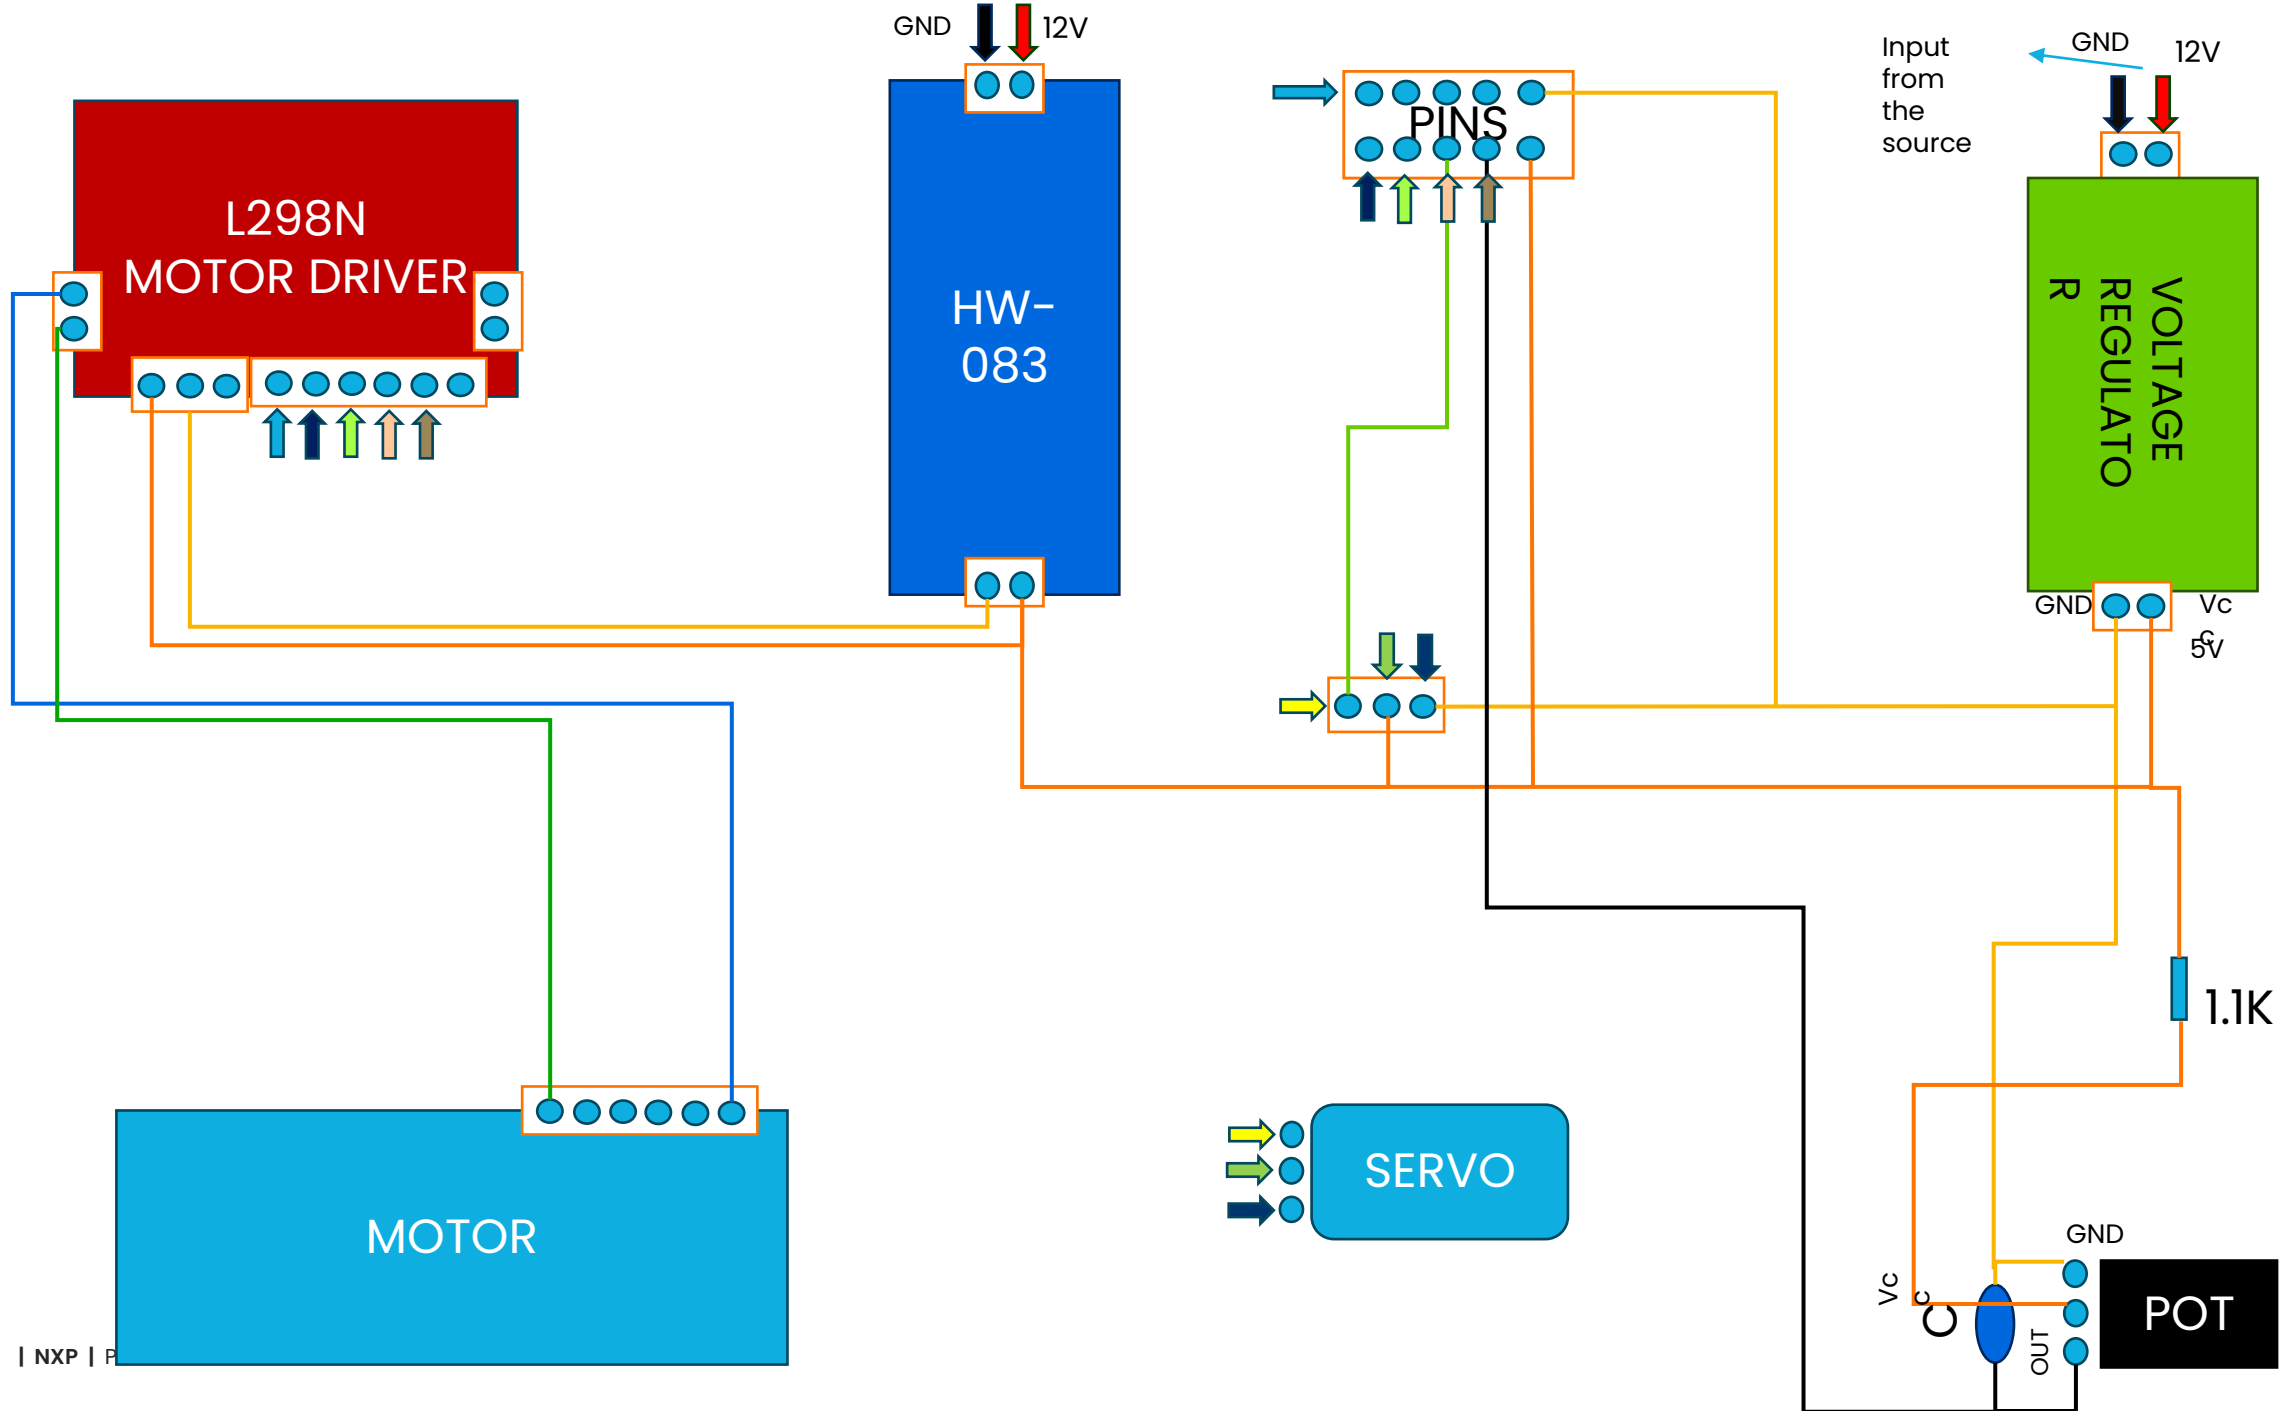 GND
12V
L298N
MOTOR DRIVER
HW-
083
PINS
Input
from
the
source
GND
12V
VOLTAGE
REGULATO
R
GND
Vc
c
5V
1.1K
MOTOR
SERVO
GND
Vc
c
C
OUT
POT
| NXP | P